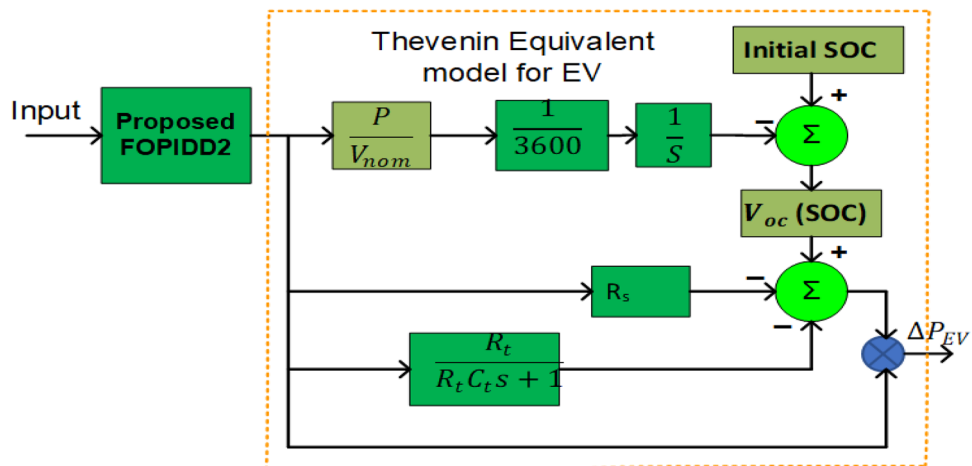 Thevenin Equivalent
model for EV
Initial SOC
Input
Proposed
FOPIDD2
P
V_nom
1
3600
1
S
+
−
Σ
V_oc (SOC)
+
−
R_s
Σ
−
ΔP_EV
R_t
R_t C_t s + 1